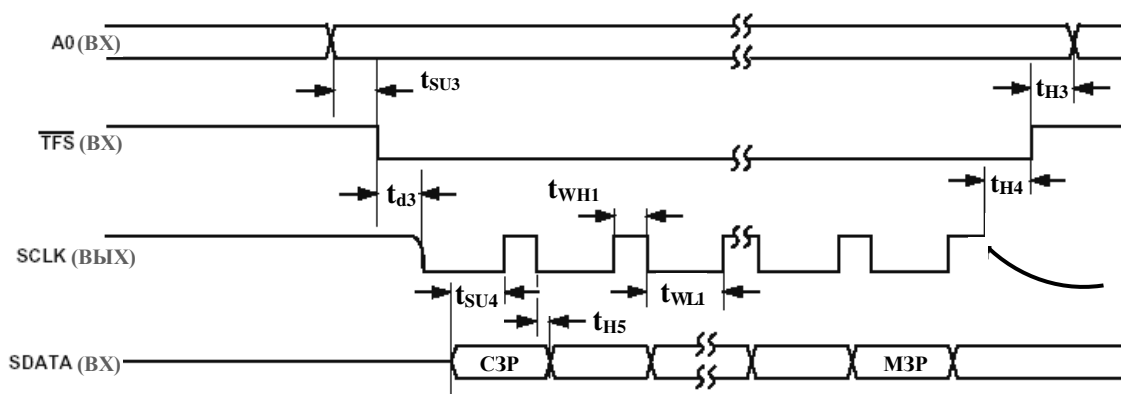 A0 (ВХ)
tSU3
tH3
TFS (ВХ)
td3
tWH1
tH4
SCLK (ВЫХ)
tSU4
tWL1
tH5
SDATA (ВХ)
СЗР
МЗР